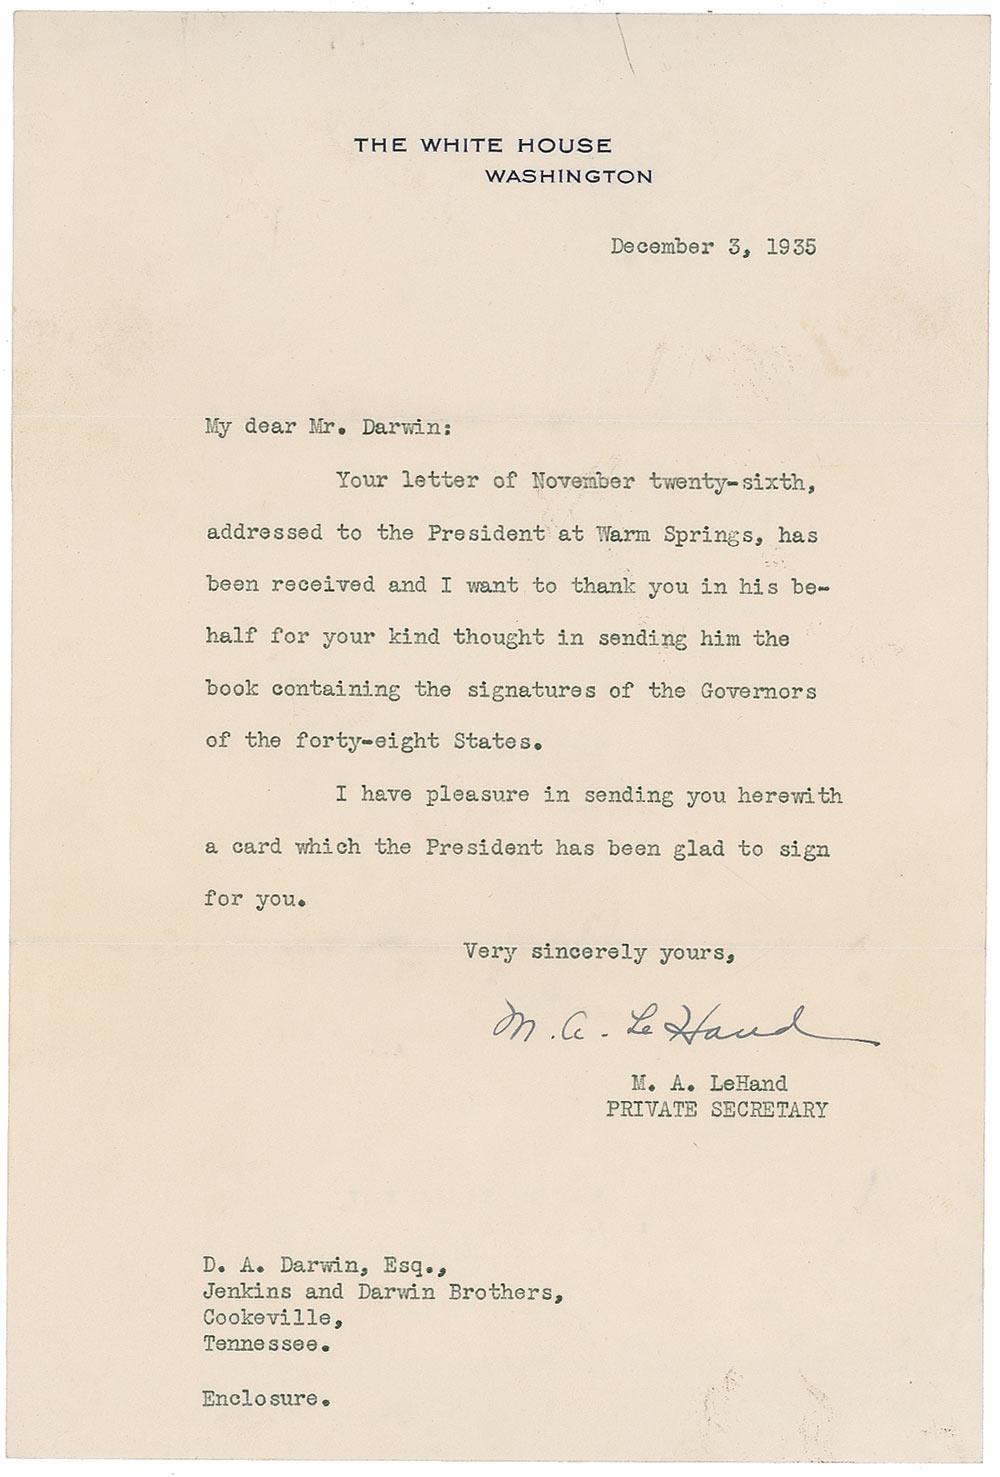 THE WHITE HOUSE
WASHINGTON
December 3, 1935
My dear Mr. Darwin:
Your letter of November twenty-sixth,
addressed to the President at Warm Springs, has
been received and I want to thank you in his be-
half for your kind thought in sending him the
book containing the signatures of the Governors
of the forty-eight States.
I have pleasure in sending you herewith
a card which the President has been glad to sign
for you.
Very sincerely yours,
M. A. LeHand
M. A. LeHand
PRIVATE SECRETARY
D. A. Darwin, Esq.,
Jenkins and Darwin Brothers,
Cookeville,
Tennessee.
Enclosure.